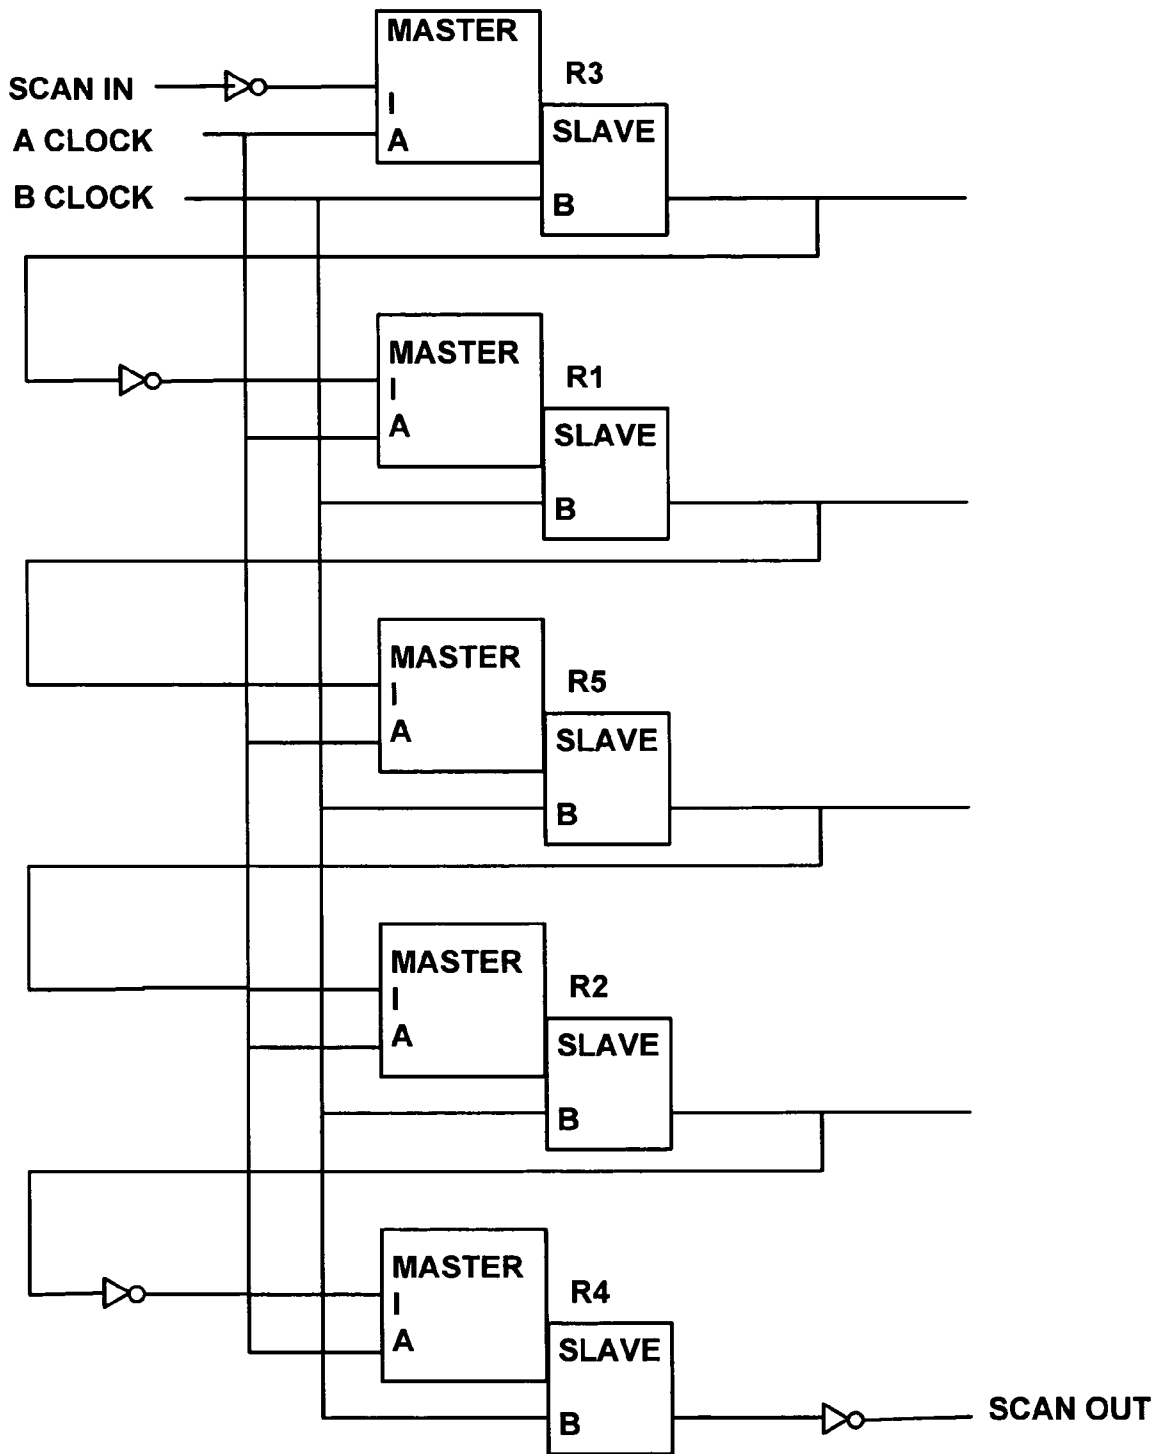 MASTER
R3
SCAN IN
I
A CLOCK
A
SLAVE
B CLOCK
B
MASTER
R1
I
A
SLAVE
B
MASTER
R5
I
A
SLAVE
B
MASTER
R2
I
A
SLAVE
B
MASTER
R4
I
A
SLAVE
B
SCAN OUT